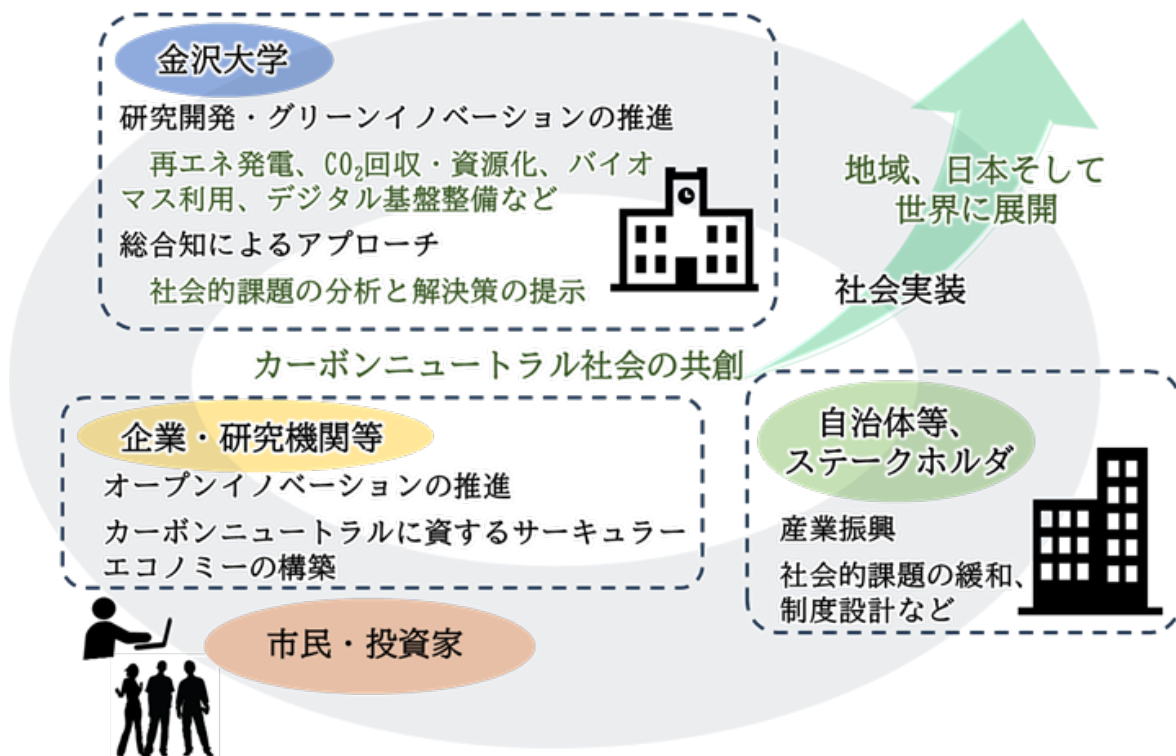 金沢大学
研究開発・グリーンイノベーションの推進
再エネ発電、CO₂回収・資源化、バイオ
マス利用、デジタル基盤整備など
総合知によるアプローチ
社会的課題の分析と解決策の提示
地域、日本そして
世界に展開
社会実装
カーボンニュートラル社会の共創
企業・研究機関等
オープンイノベーションの推進
カーボンニュートラルに資するサーキュラー
エコノミーの構築
自治体等、
ステークホルダ
産業振興
社会的課題の緩和、
制度設計など
市民・投資家